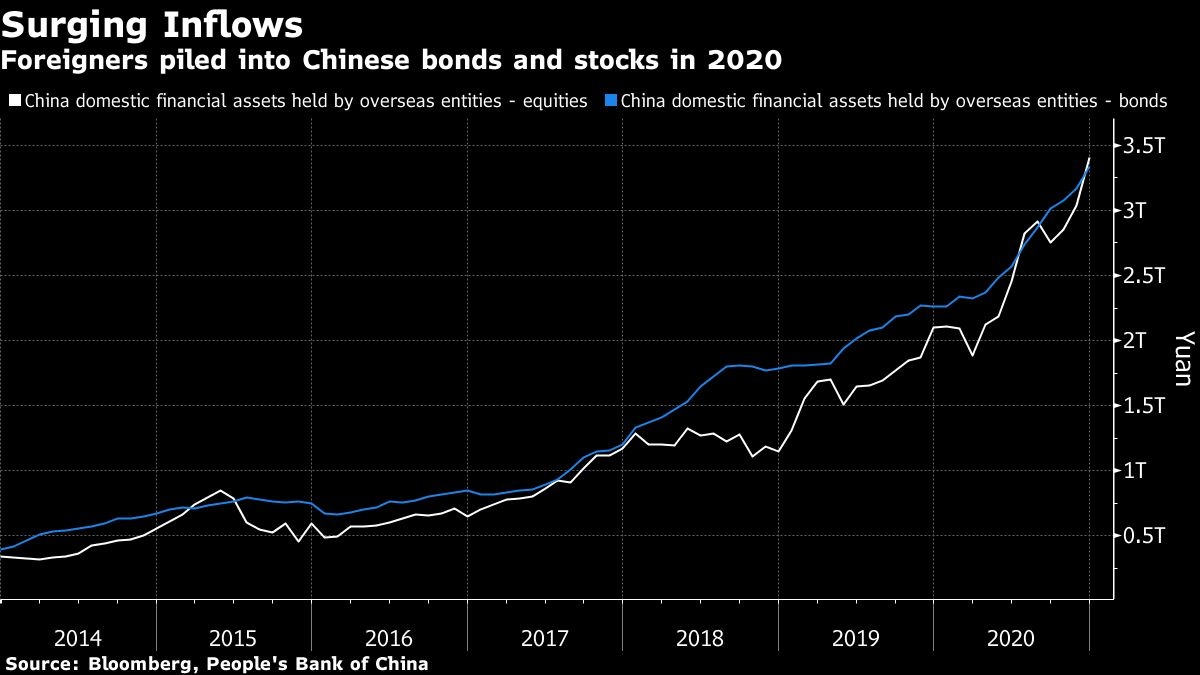 Surging Inflows
Foreigners piled into Chinese bonds and stocks in 2020
China domestic financial assets held by overseas entities - equities
China domestic financial assets held by overseas entities - bonds
3.5T
3T
2.5T
2T
1.5T
1T
0.5T
Yuan
2014
2015
2016
2017
2018
2019
2020
Source: Bloomberg, People's Bank of China